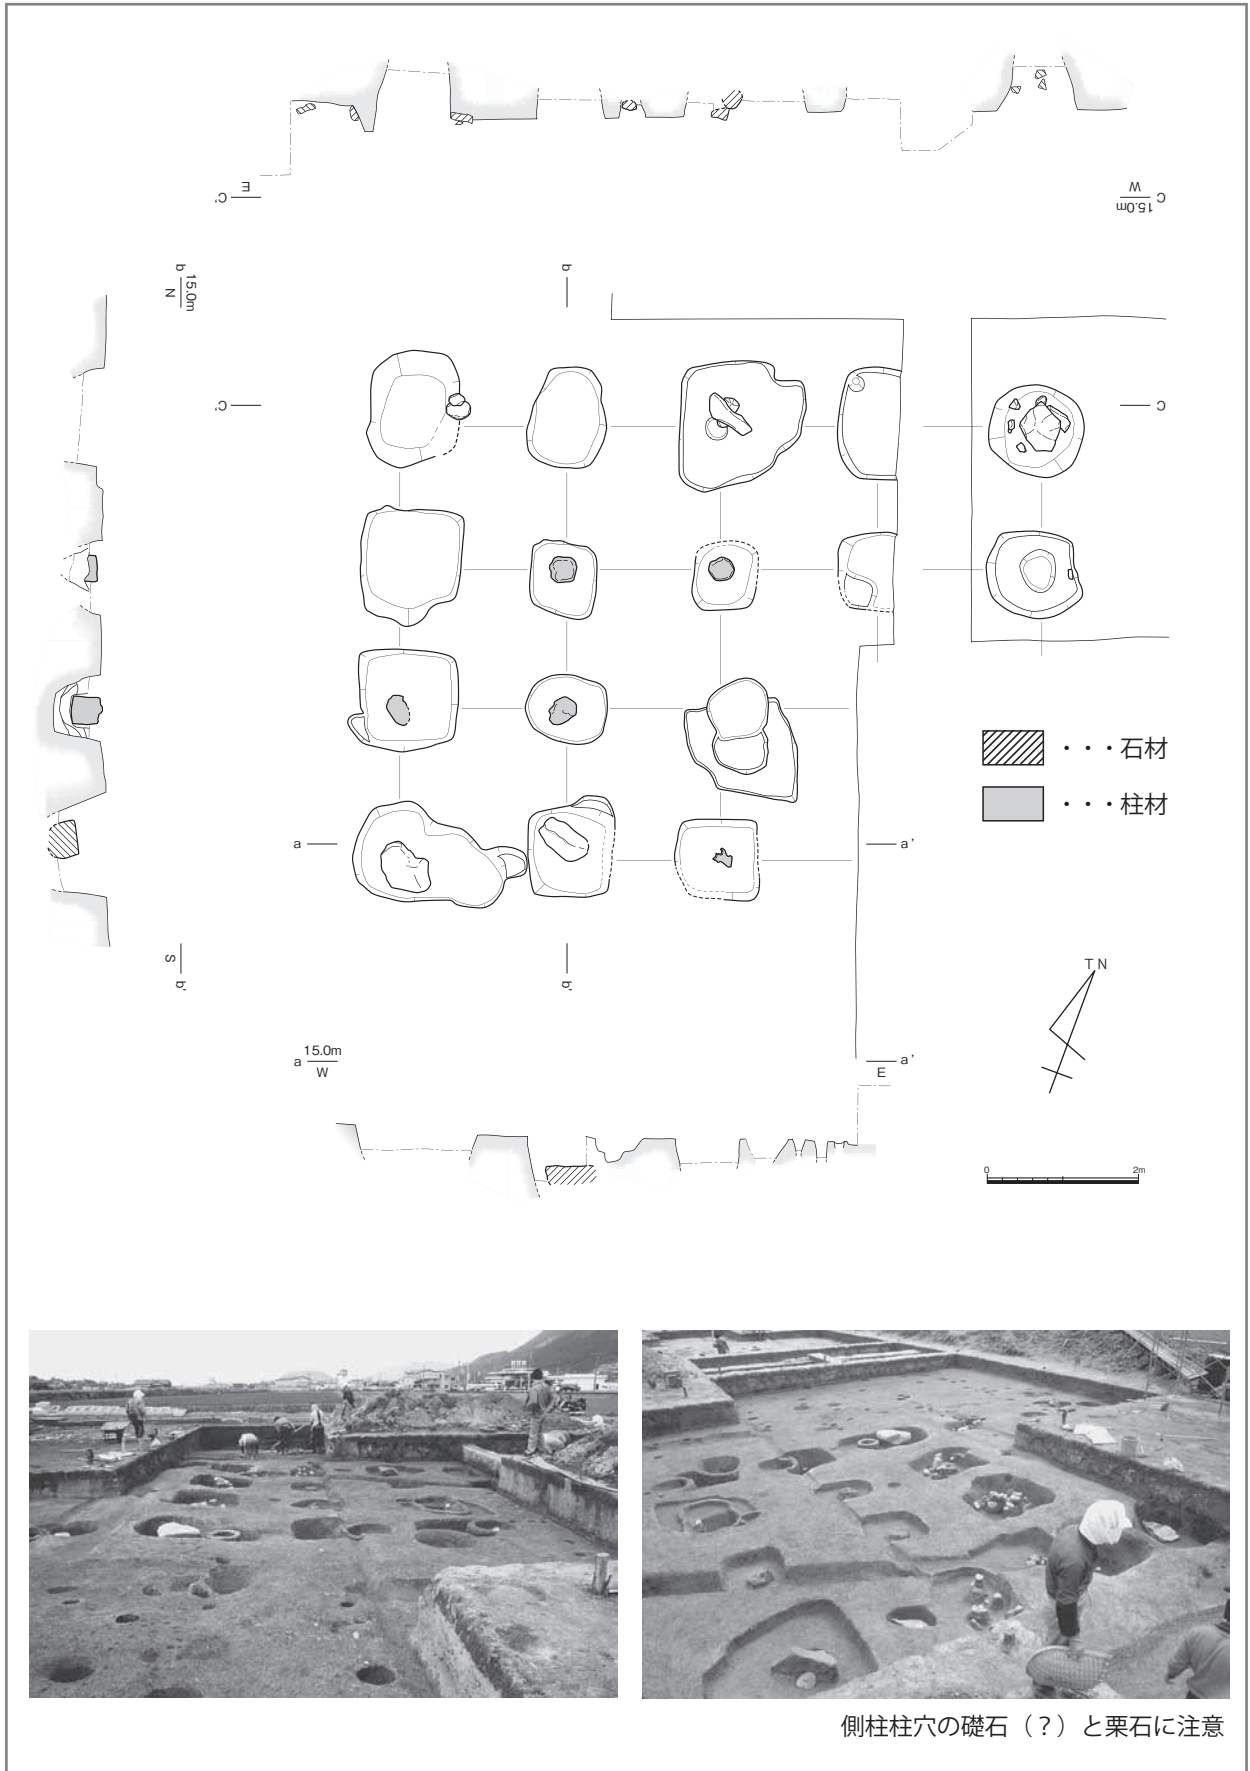 c' E
W 15.0m c
b N 15.0m
b
c' c
・・・石材
・・・柱材
a a'
S b'
b'
TN
a 15.0m W
E a'
0 2m
側柱柱穴の礎石（？）と栗石に注意